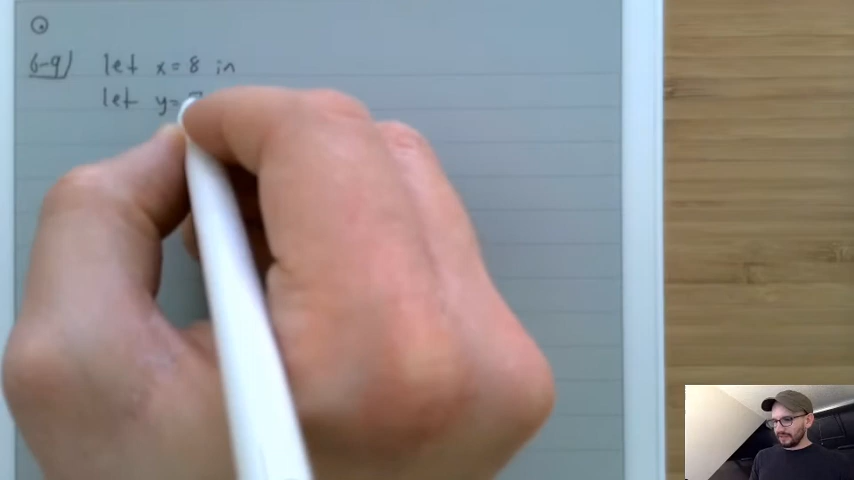 6-9) let x=8 in
let y=